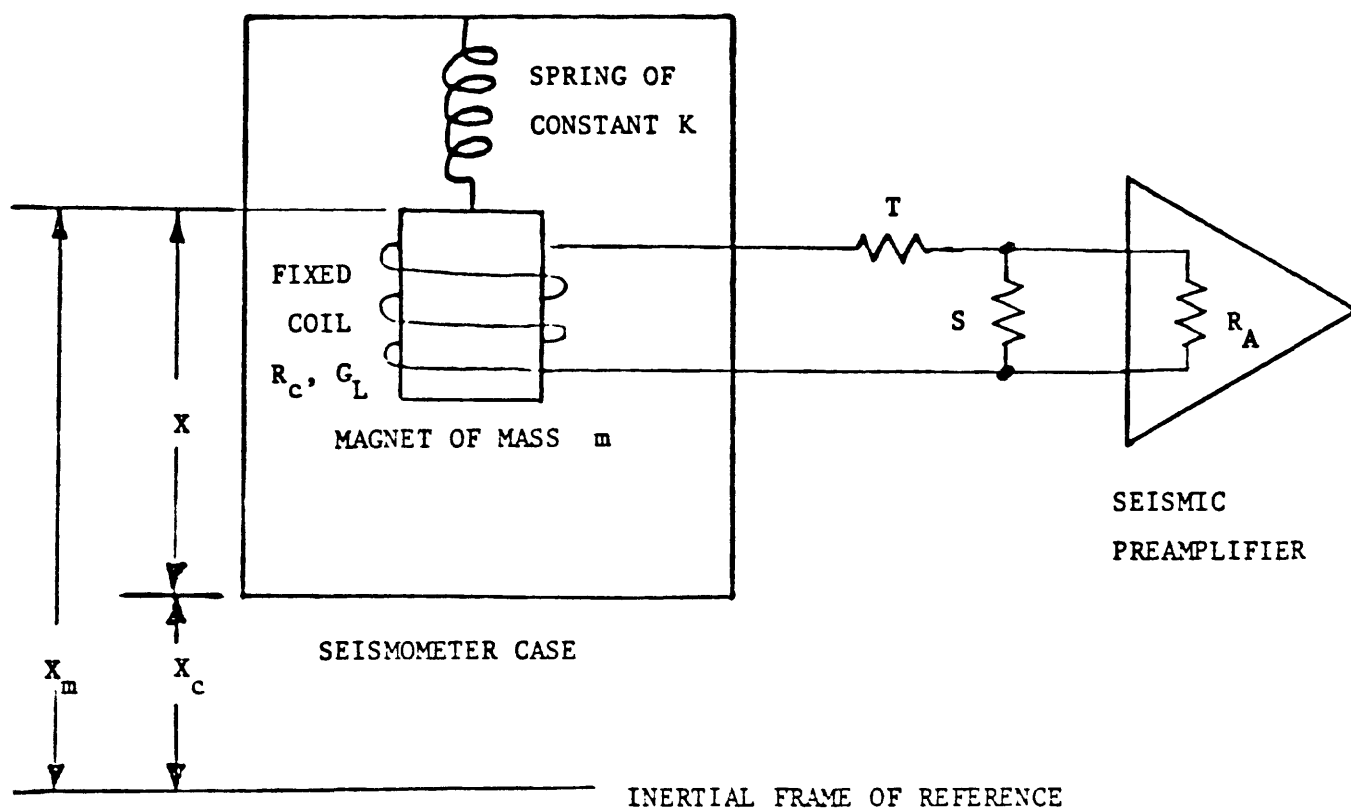 SPRING OF
CONSTANT K
T
FIXED
COIL
R_c, G_L
S
R_A
X
MAGNET OF MASS m
SEISMIC
PREAMPLIFIER
SEISMOMETER CASE
X_m
X_c
INERTIAL FRAME OF REFERENCE